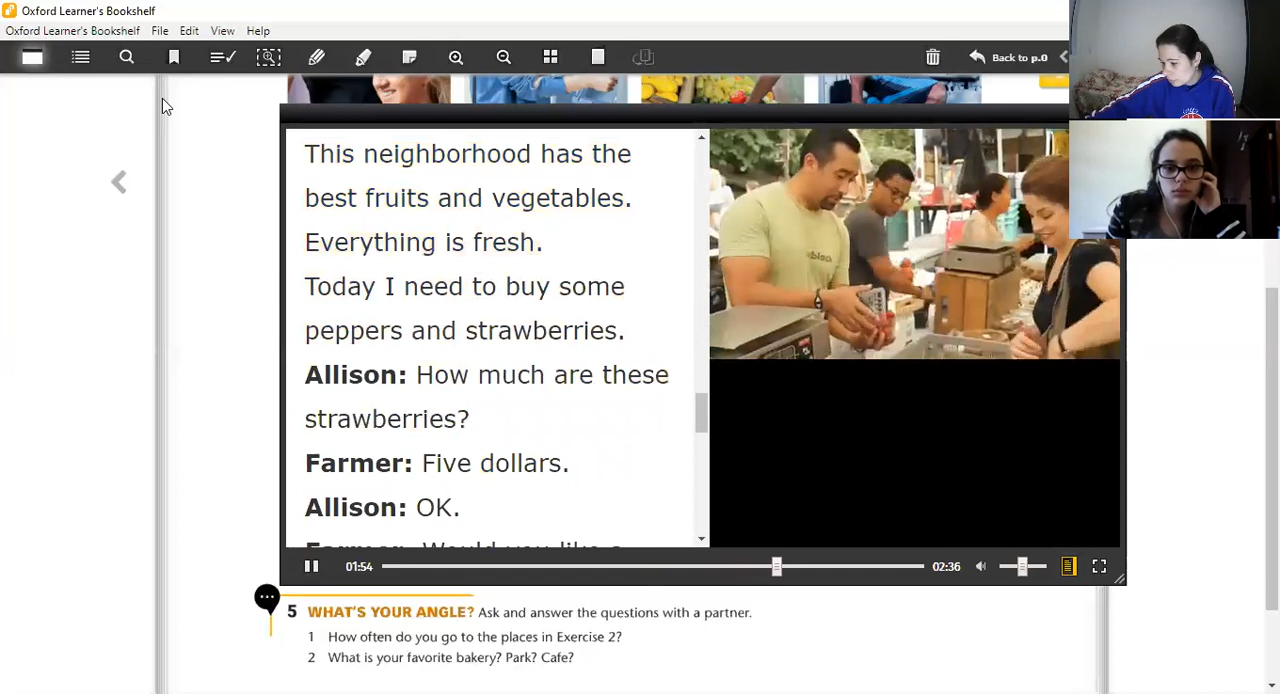 Oxford Learner's Bookshelf
Oxford Learner's Bookshelf File Edit View Help
Back to p.0
This neighborhood has the
best fruits and vegetables.
Everything is fresh.
Today I need to buy some
peppers and strawberries.
Allison: How much are these
strawberries?
Farmer: Five dollars.
Allison: OK.
Farmer: Would you like a
01:54
02:36
5 WHAT'S YOUR ANGLE? Ask and answer the questions with a partner.
1 How often do you go to the places in Exercise 2?
2 What is your favorite bakery? Park? Cafe?